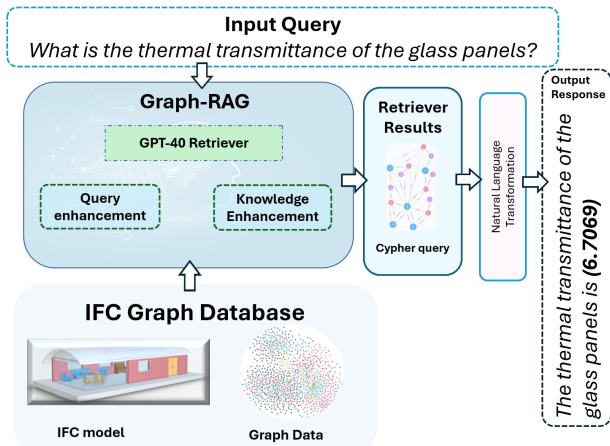 Input Query
What is the thermal transmittance of the glass panels?
Graph-RAG
GPT-40 Retriever
Query
enhancement
Knowledge
Enhancement
Retriever
Results
Cypher query
Natural Language
Transformation
Output
Response
The thermal transmittance of the
glass panels is (6.7069)
IFC Graph Database
IFC model
Graph Data